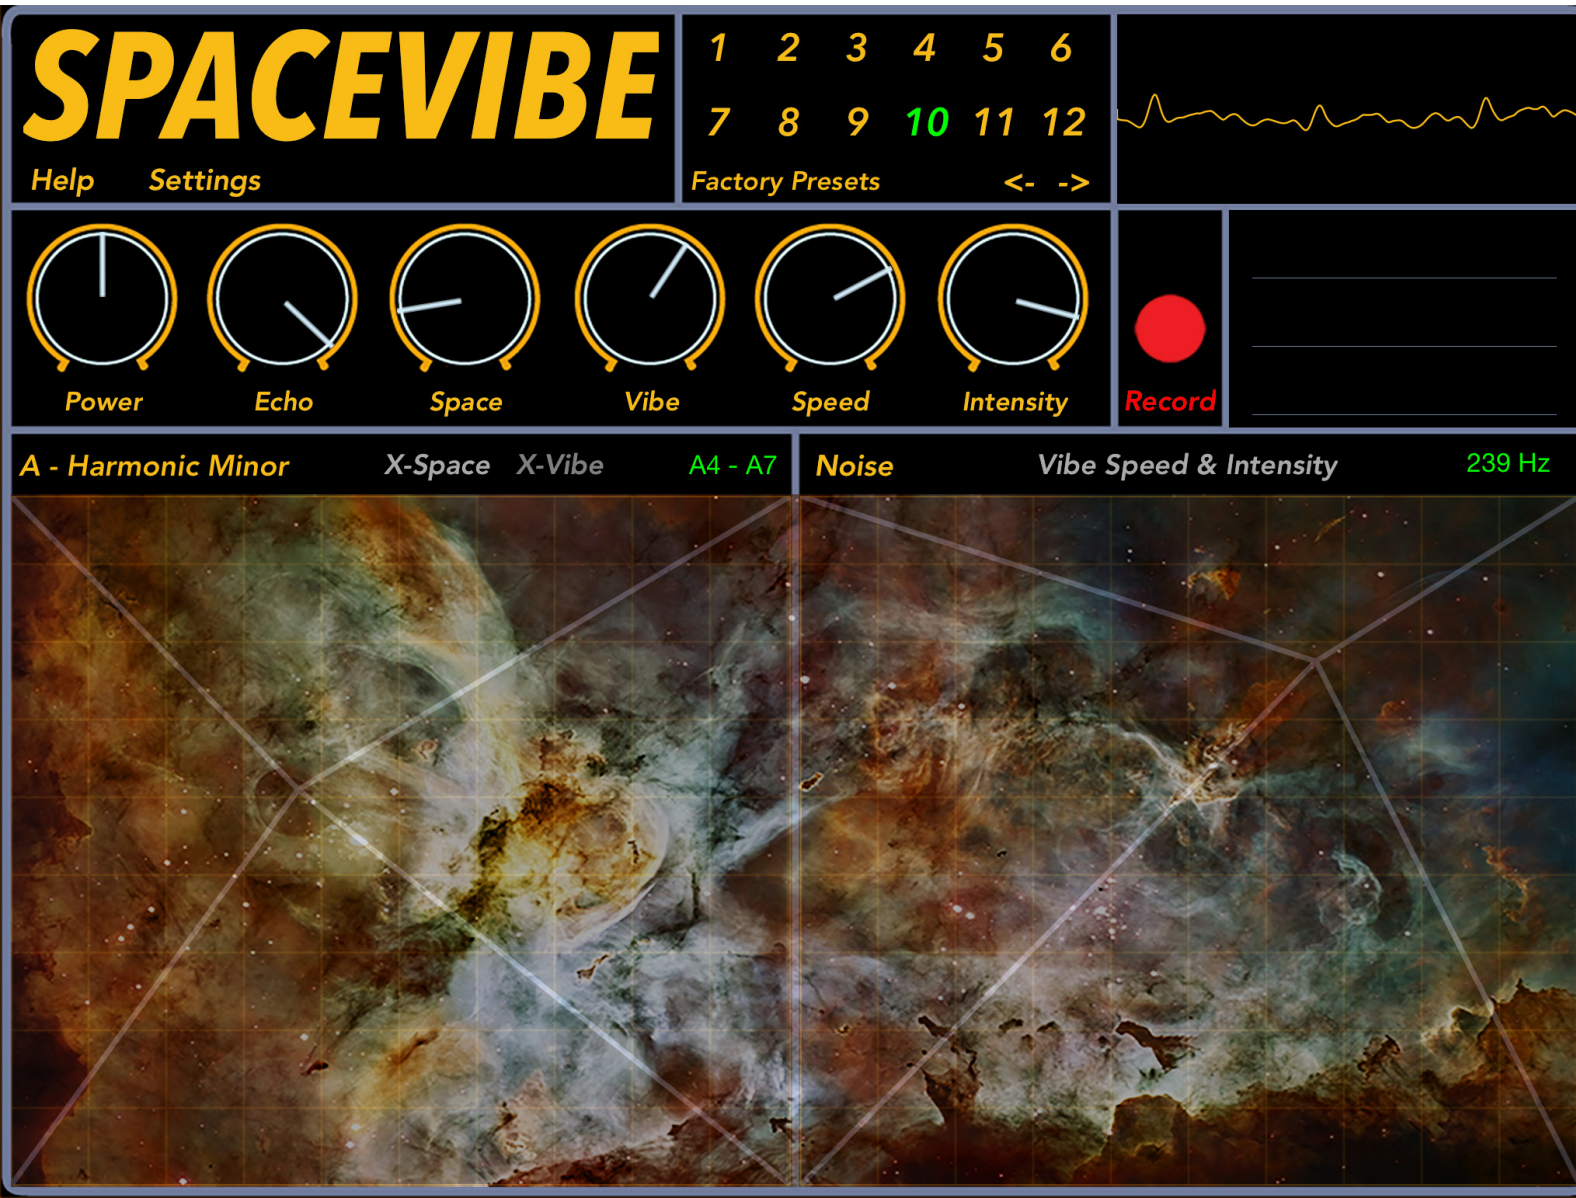 SPACEVIBE
Help Settings
1 2 3 4 5 6
7 8 9 10 11 12
Factory Presets <- ->
Power Echo Space Vibe Speed Intensity
Record
A - Harmonic Minor X-Space X-Vibe A4 - A7
Noise Vibe Speed & Intensity 239 Hz